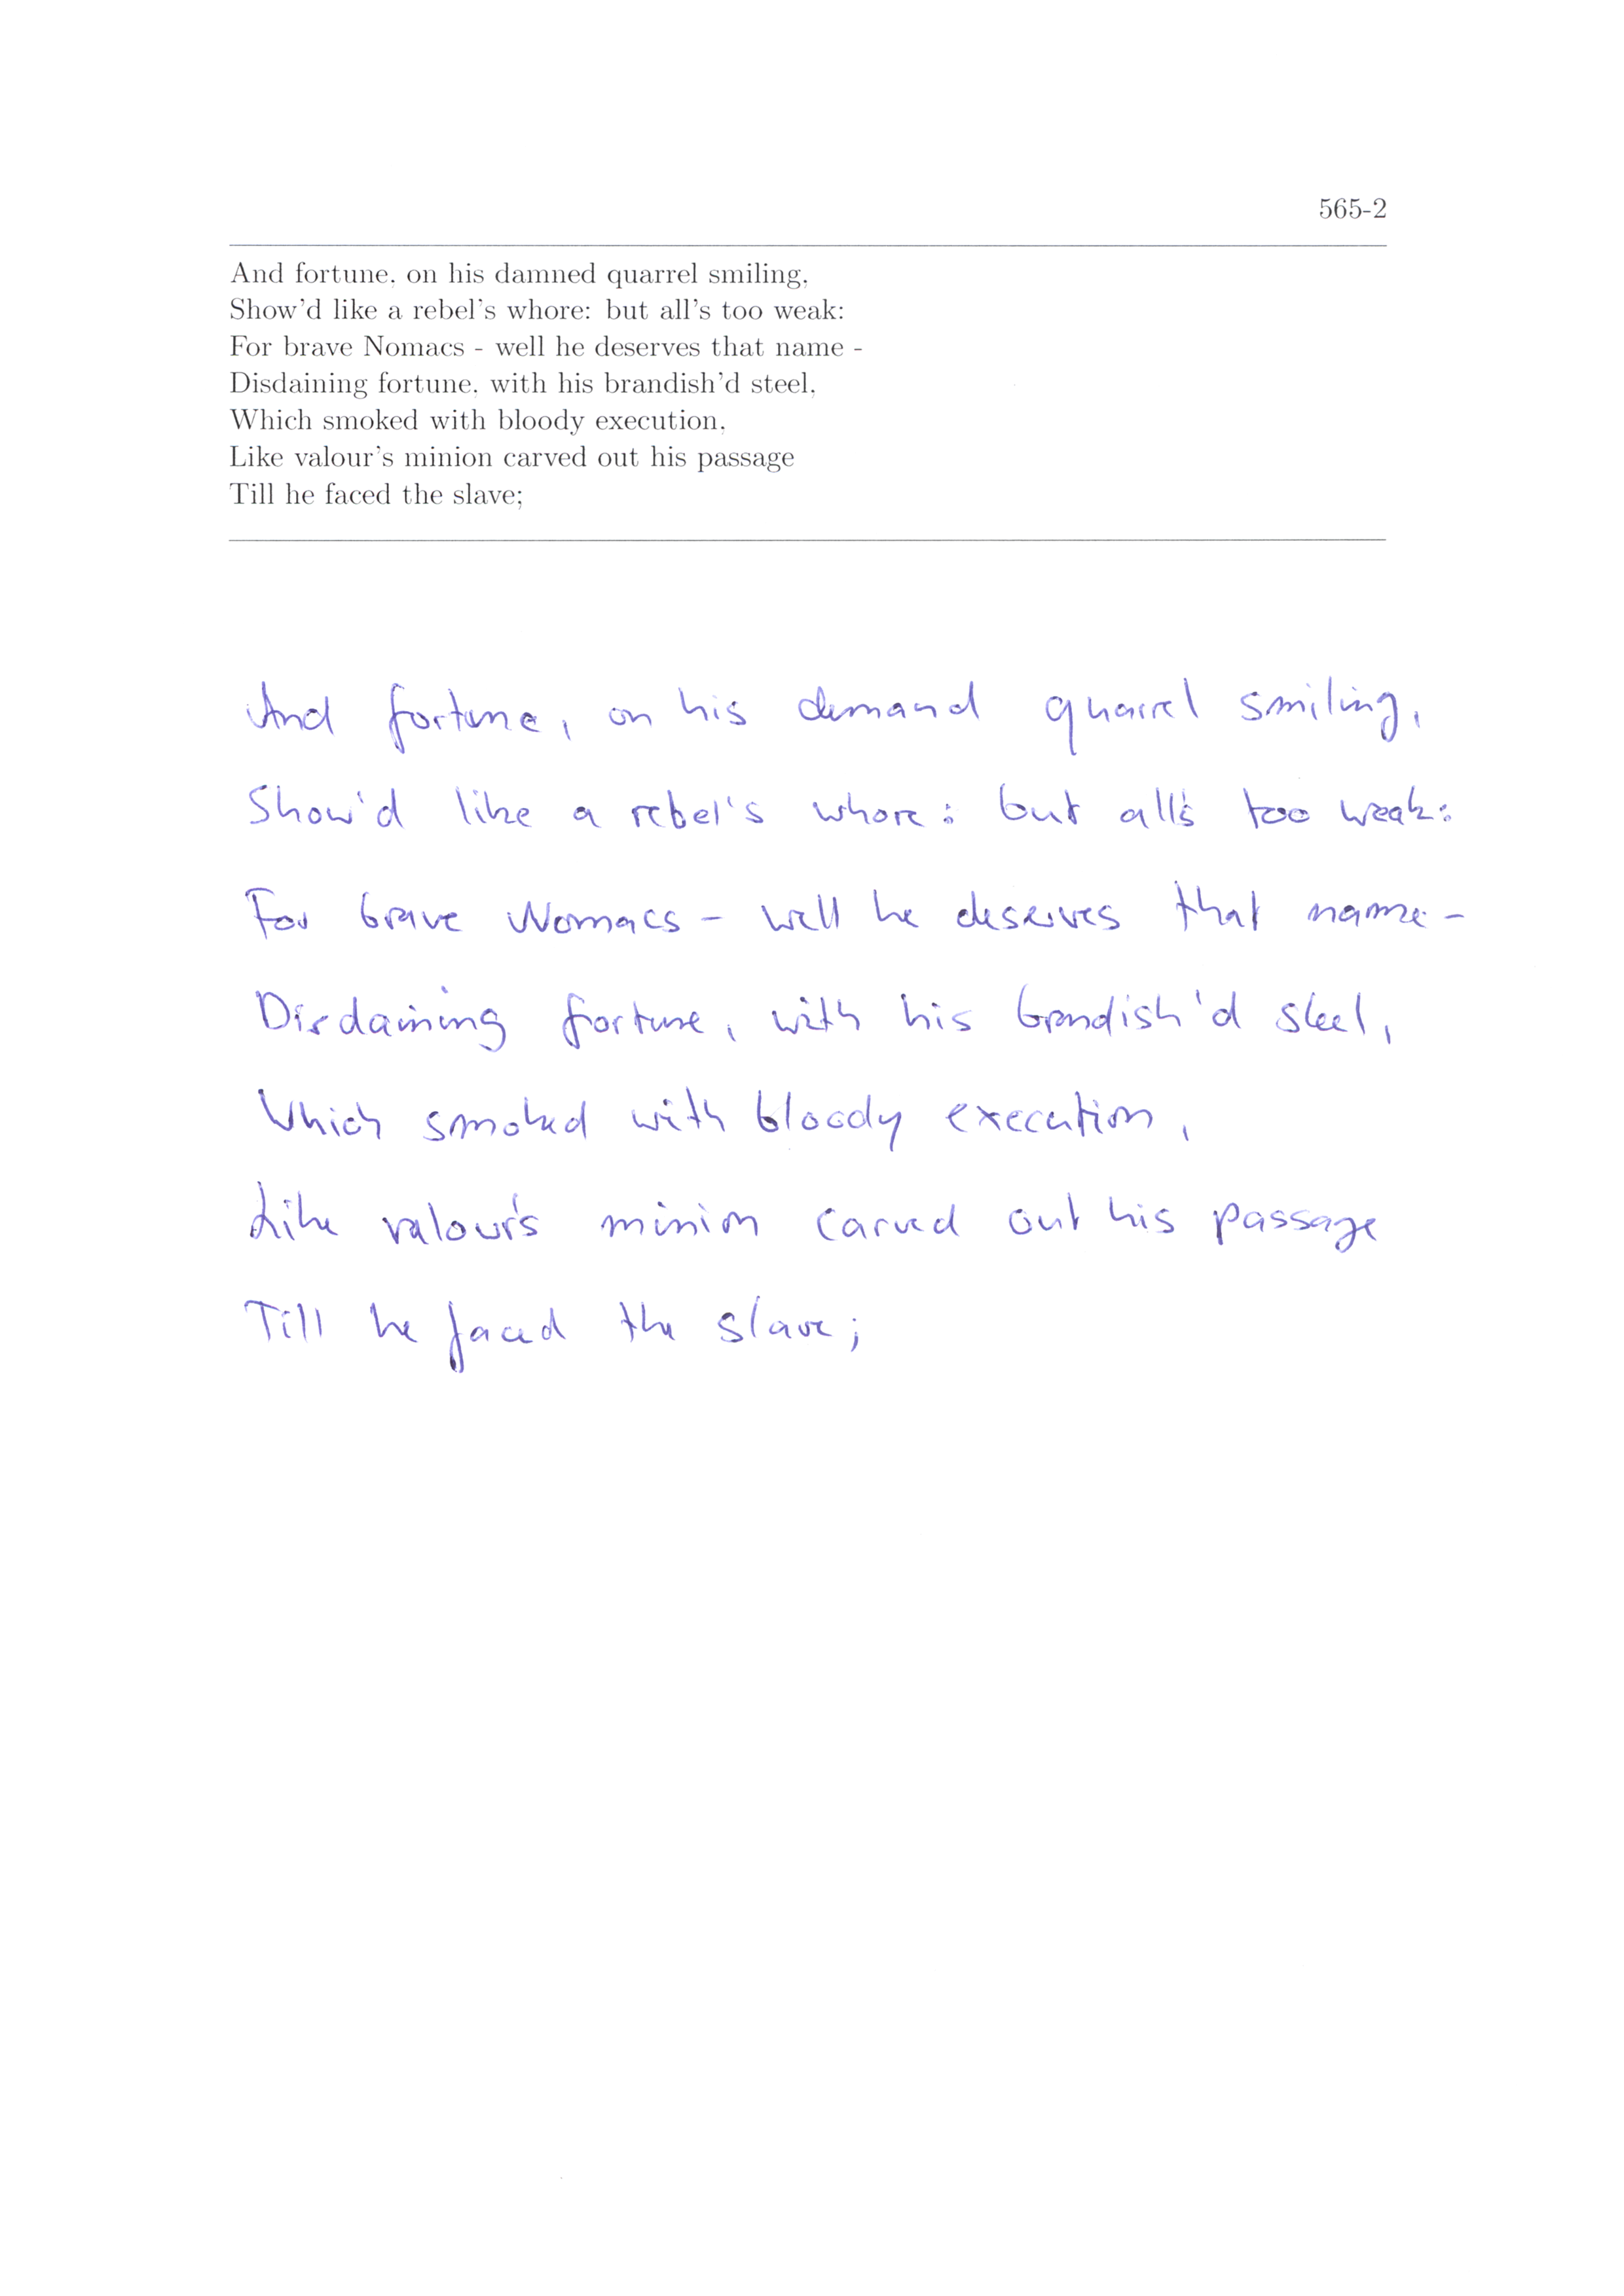 565-2
And fortune, on his damned quarrel smiling,
Show'd like a rebel's whore: but all's too weak:
For brave Nomacs - well he deserves that name -
Disdaining fortune, with his brandish'd steel,
Which smoked with bloody execution,
Like valour's minion carved out his passage
Till he faced the slave;
And fortune, on his demand quarrel smiling,
Show'd like a rebel's whore: but all's too weak:
For brave Nomacs - well he deserves that name -
Disdaining fortune, with his brandish'd steel,
Which smoked with bloody execution,
Like valour's minion carved out his passage
Till he faced the slave;